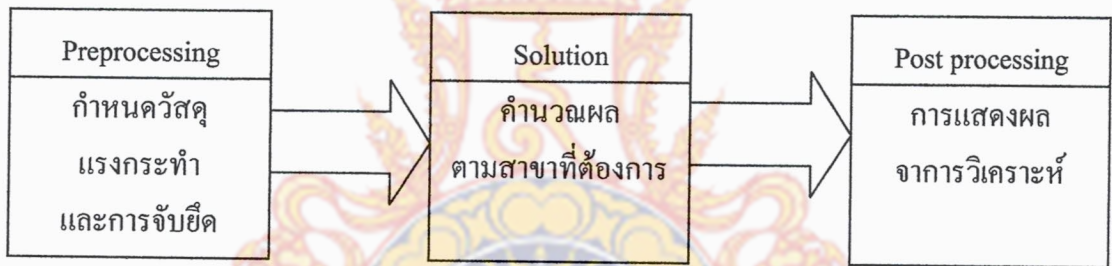 Preprocessing
กำหนดวัสดุ
แรงกระทำ
และการจับยึด
Solution
คำนวณผล
ตามสาขาที่ต้องการ
Post processing
การแสดงผล
จาการวิเคราะห์